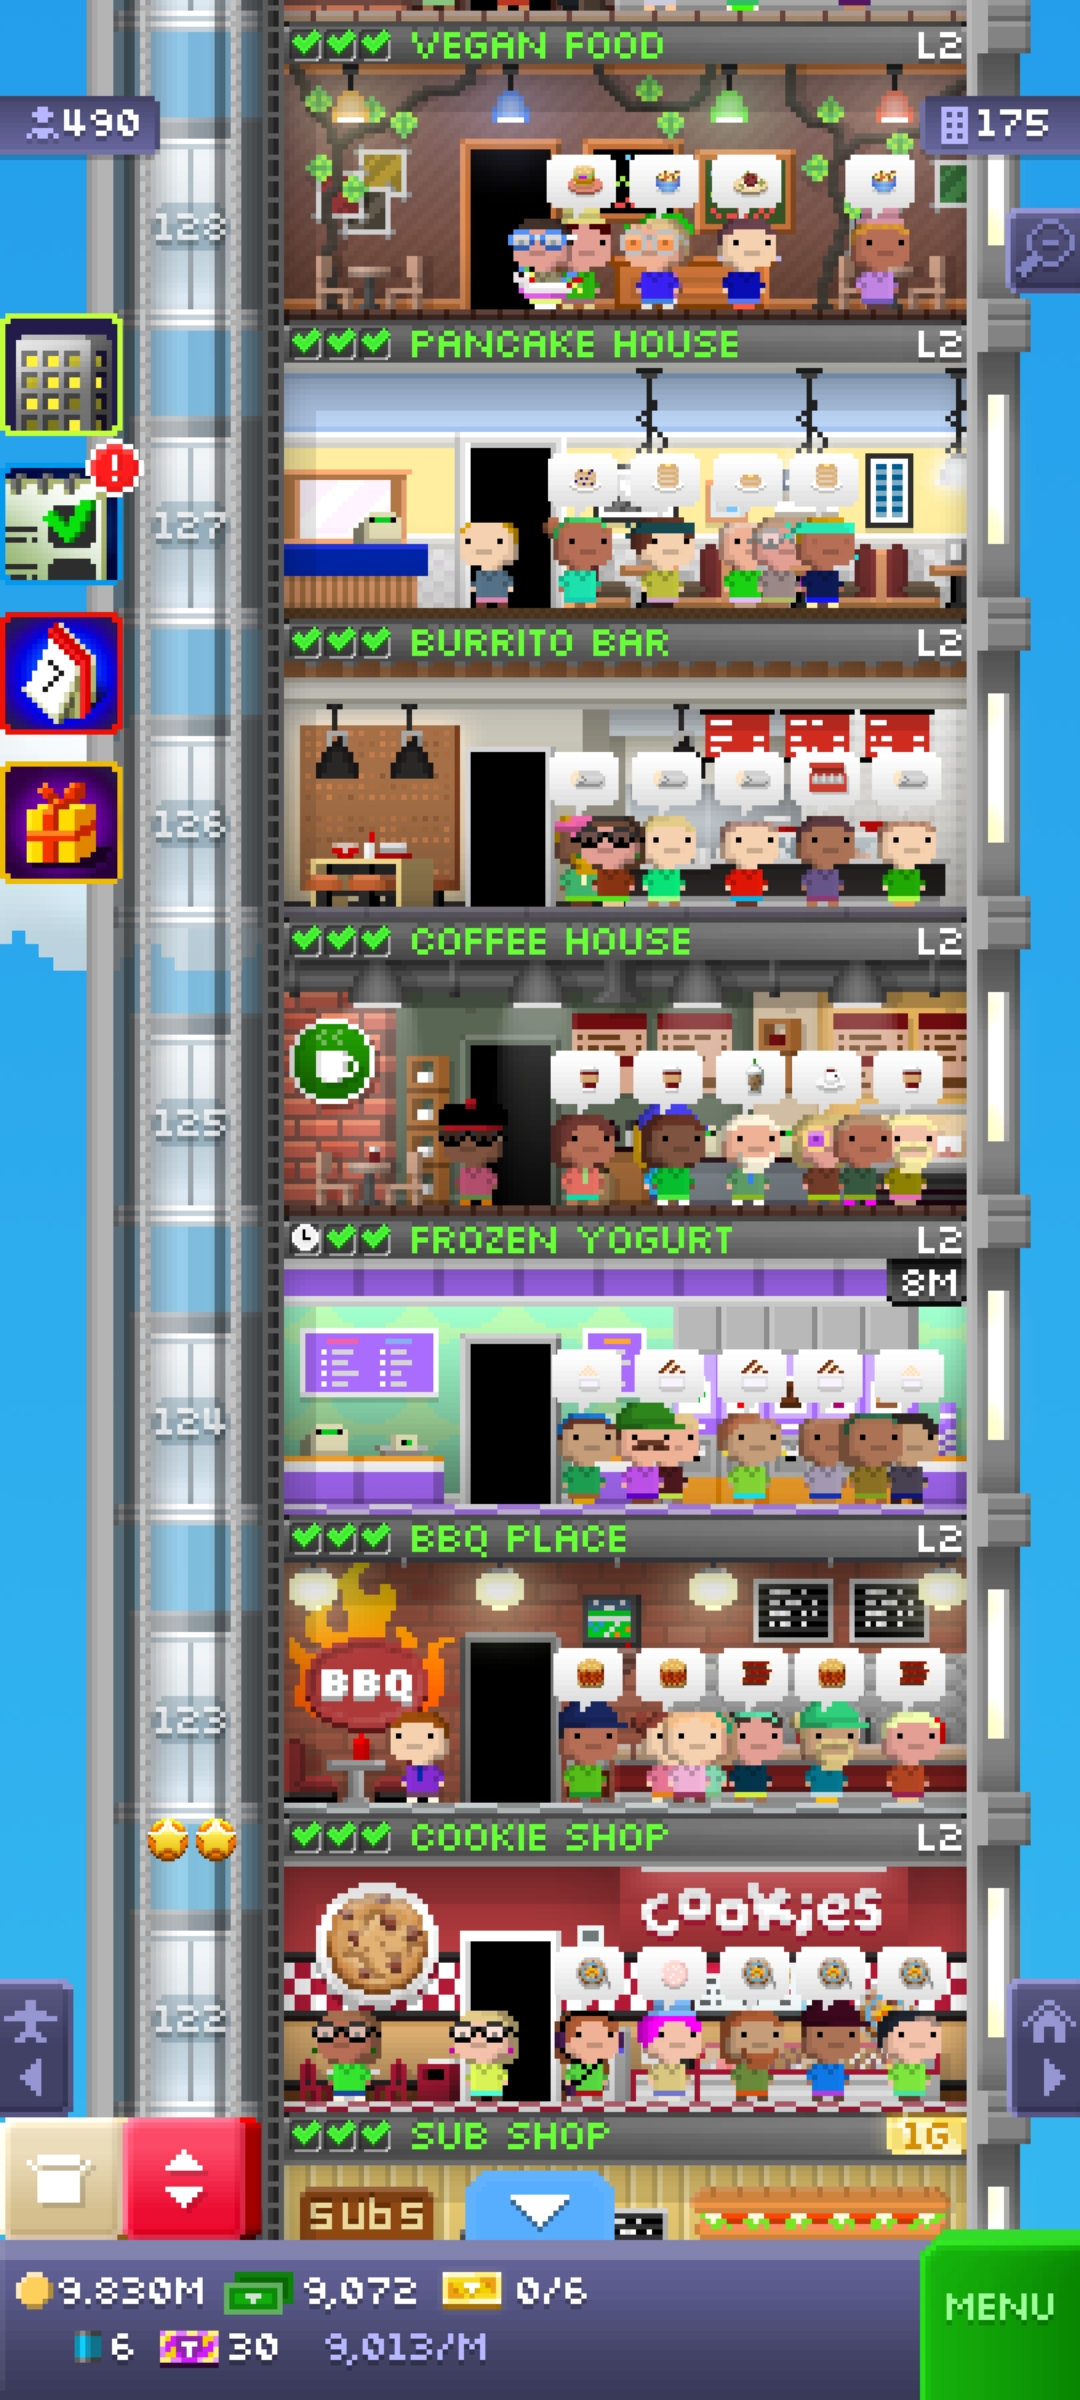 VEGAN FOOD L2
490
175
128
PANCAKE HOUSE L2
127
BURRITO BAR L2
126
COFFEE HOUSE L2
125
FROZEN YOGURT L2
8M
124
BBQ PLACE L2
BBQ
123
COOKIE SHOP L2
cookies
122
SUB SHOP 1G
SUBS
9.830M 9,072 0/6
MENU
6 T 30 9,013/M